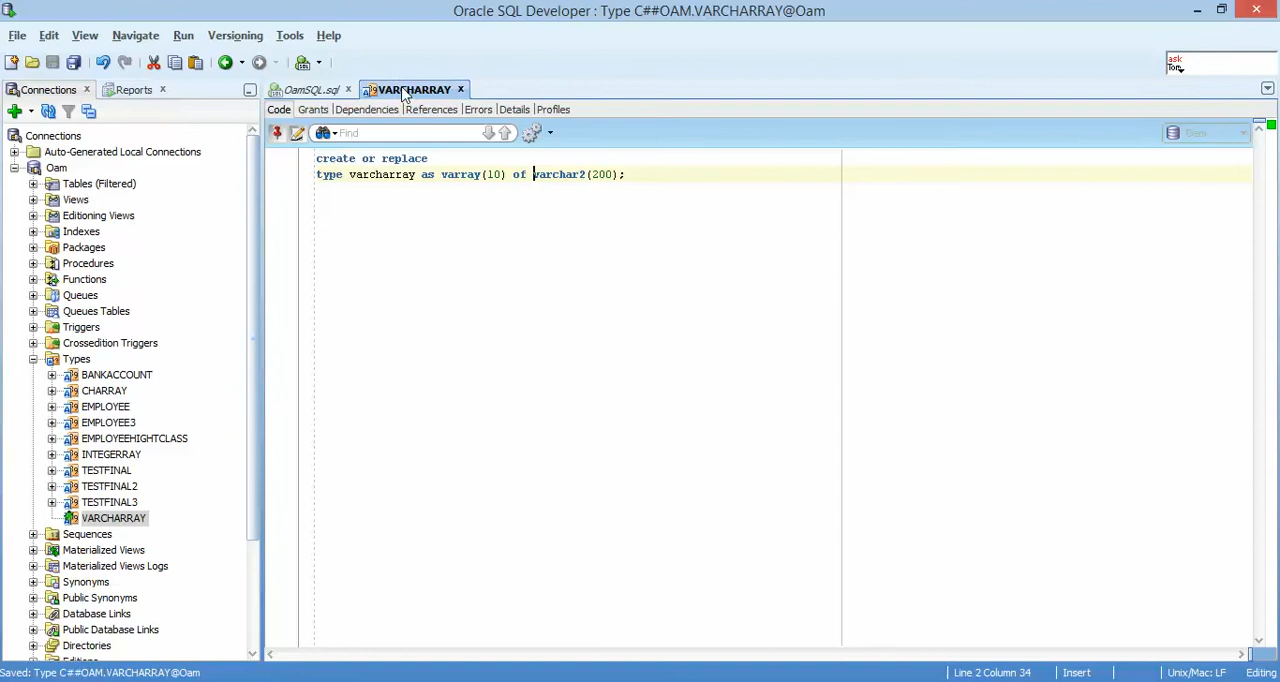 Oracle SQL Developer : Type C##OAM.VARCHARRAY@Oam
File Edit View Navigate Run Versioning Tools Help
ask
Tom
Connections Reports OamSQL.sql VARCHARRAY
Code Grants Dependencies References Errors Details Profiles
Find Oam
Connections
Auto-Generated Local Connections
Oam
Tables (Filtered)
Views
Editioning Views
Indexes
Packages
Procedures
Functions
Queues
Queues Tables
Triggers
Crossedition Triggers
Types
BANKACCOUNT
CHARRAY
EMPLOYEE
EMPLOYEE3
EMPLOYEEHIGHTCLASS
INTEGERRAY
TESTFINAL
TESTFINAL2
TESTFINAL3
VARCHARRAY
Sequences
Materialized Views
Materialized Views Logs
Synonyms
Public Synonyms
Database Links
Public Database Links
Directories
create or replace
type varcharray as varray(10) of varchar2(200);
Saved: Type C##OAM.VARCHARRAY@Oam Line 2 Column 34 Insert Unix/Mac: LF Editing